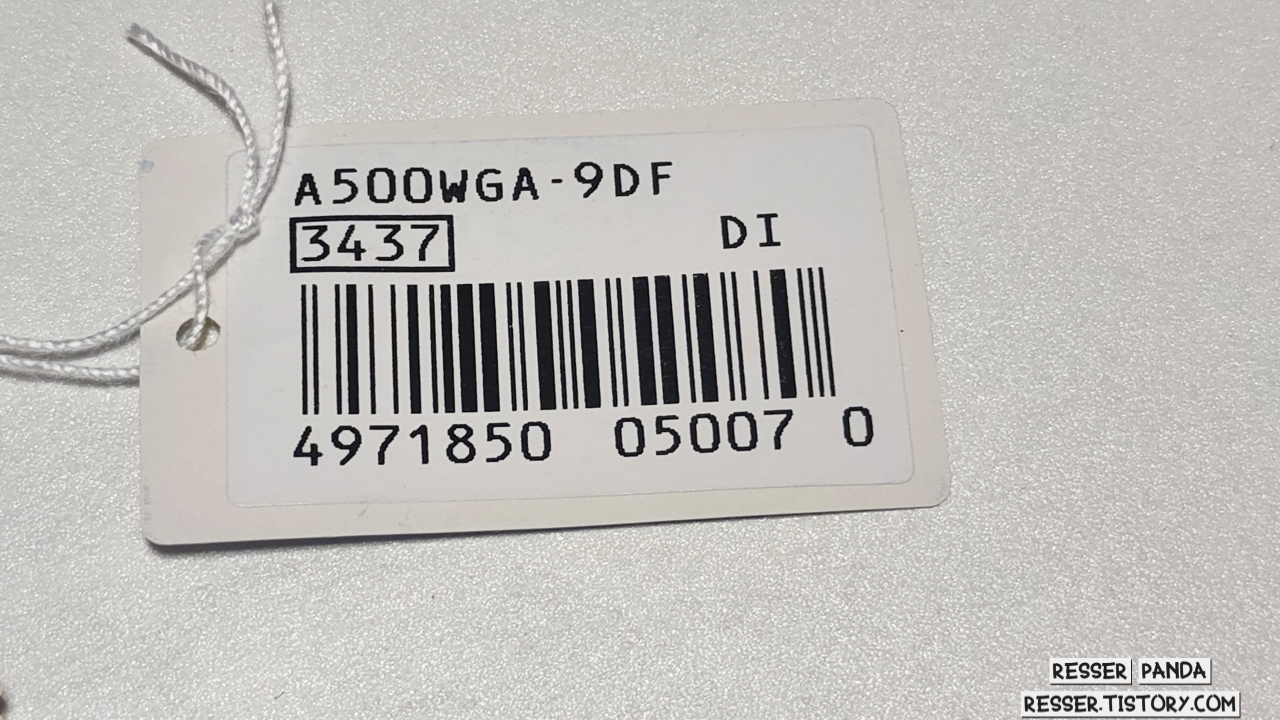 A500WGA-9DF
3437 DI
4971850 05007 0
RESSER PANDA
RESSER.TISTORY.COM